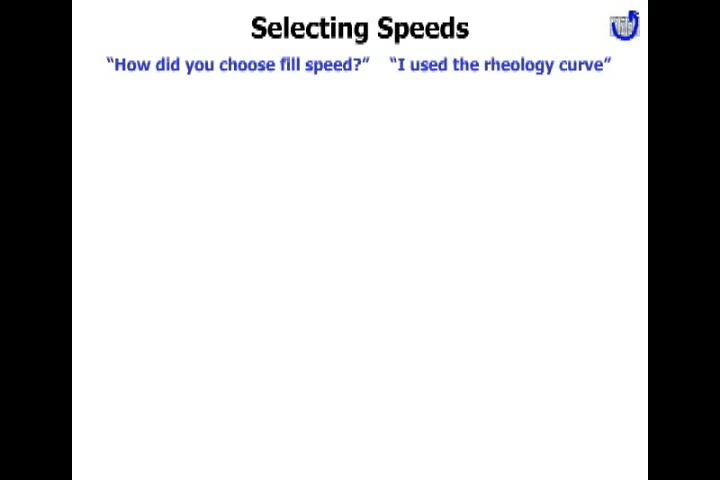 Selecting Speeds
“How did you choose fill speed?” “I used the rheology curve”